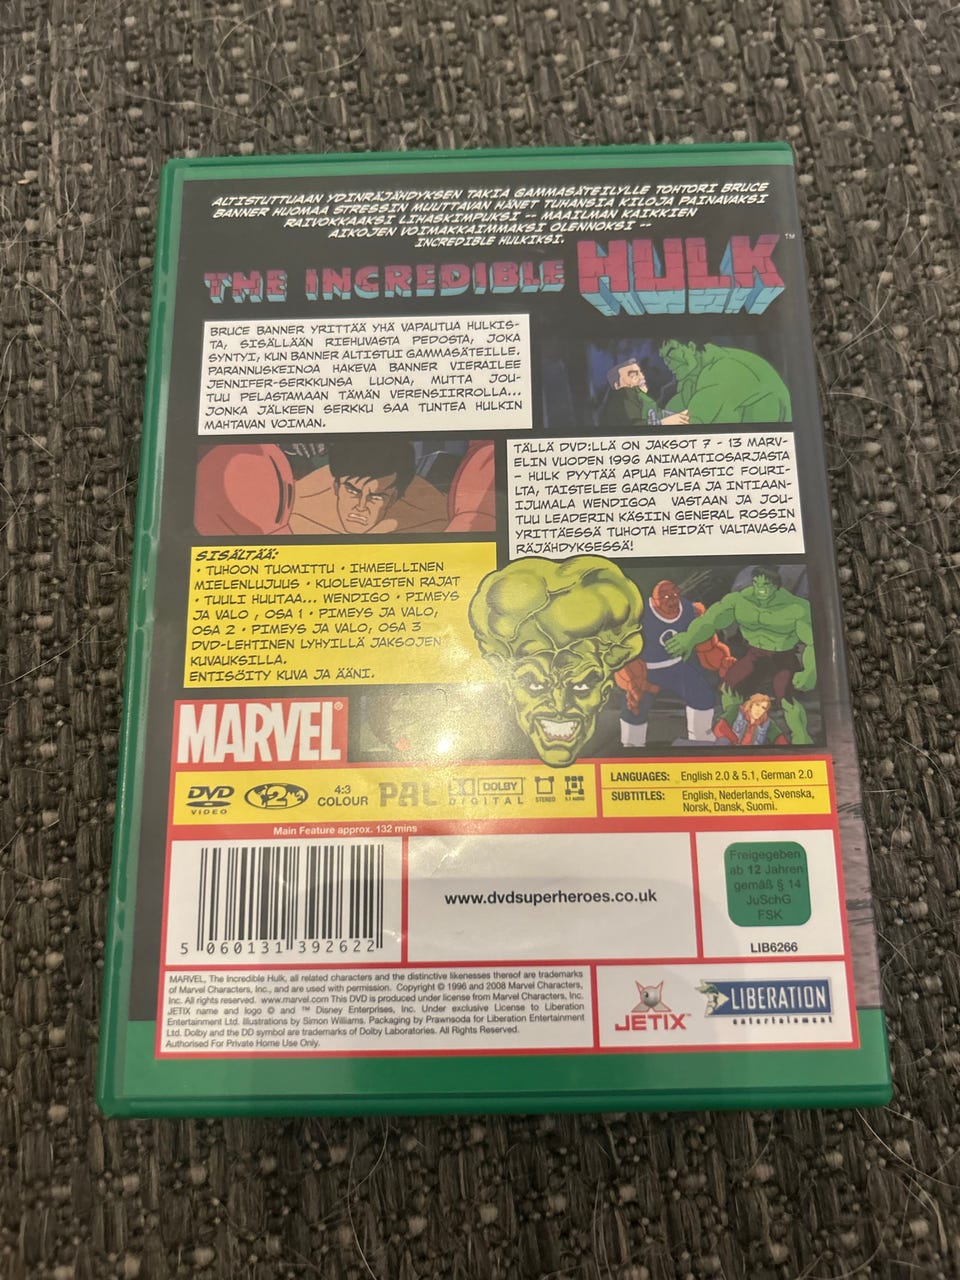 ALTISTUTTUAAN YDINRÄJÄHDYKSEN TAKIA GAMMASÄTEILYLLE TOHTORI BRUCE
BANNER HUOMAA STRESSIN MUUTTAVAN HÄNET TUHANSIA KILOJA PAINAVAKSI
RAIVOKKAAKSI LIHASKIMPUKSI -- MAAILMAN KAIKKIEN
AIKOJEN VOIMAKKAIMMAKSI OLENNOKSI --
INCREDIBLE HULKIKSI.
THE INCREDIBLE HULK™
BRUCE BANNER YRITTÄÄ YHÄ VAPAUTUA HULKIS-
TA, SISÄLLÄÄN RIEHUVASTA PEDOSTA, JOKA
SYNTYI, KUN BANNER ALTISTUI GAMMASÄTEILLE.
PARANNUSKEINOA HAKEVA BANNER VIERAILEE
JENNIFER-SERKKUNSA LUONA, MUTTA JOU-
TUU PELASTAMAAN TÄMÄN VERENSIIRROLLA...
JONKA JÄLKEEN SERKKU SAA TUNTEA HULKIN
MAHTAVAN VOIMAN.
TÄLLÄ DVD:LLÄ ON JAKSOT 7 - 13 MARV-
ELIN VUODEN 1996 ANIMAATIOSARJASTA
- HULK PYYTÄÄ APUA FANTASTIC FOURI-
LTA, TAISTELEE GARGOYLEA JA INTIAAN-
IJUMALA WENDIGOA VASTAAN JA JOU-
TUU LEADERIN KÄSIIN GENERAL ROSSIN
YRITTÄESSÄ TUHOTA HEIDÄT VALTAVASSA
RÄJÄHDYKSESSÄ!
SISÄLTÄÄ:
• TUHOON TUOMITTU • IHMEELLINEN
MIELENLUJUUS • KUOLEVAISTEN RAJAT
• TUULI HUUTAA... WENDIGO • PIMEYS
JA VALO , OSA 1 • PIMEYS JA VALO,
OSA 2 • PIMEYS JA VALO, OSA 3
DVD-LEHTINEN LYHYILLÄ JAKSOJEN
KUVAUKSILLA.
ENTISÖITY KUVA JA ÄÄNI.
MARVEL®
DVD
VIDEO
2
4:3
COLOUR
PAL
DOLBY
DIGITAL
STEREO
5.1 AUDIO
LANGUAGES: English 2.0 & 5.1, German 2.0
SUBTITLES: English, Nederlands, Svenska,
Norsk, Dansk, Suomi.
Main Feature approx. 132 mins
5 060131 392622
www.dvdsuperheroes.co.uk
Freigegeben
ab 12 Jahren
gemäß § 14
JuSchG
FSK
LIB6266
MARVEL, The Incredible Hulk, all related characters and the distinctive likenesses thereof are trademarks
of Marvel Characters, Inc., and are used with permission. Copyright © 1996 and 2008 Marvel Characters,
Inc. All rights reserved. www.marvel.com This DVD is produced under license from Marvel Characters, Inc.
JETIX name and logo © and ™ Disney Enterprises, Inc. Under exclusive License to Liberation
Entertainment Ltd. Illustrations by Simon Williams. Packaging by Prawnsoda for Liberation Entertainment
Ltd. Dolby and the DD symbol are trademarks of Dolby Laboratories. All Rights Reserved.
Authorised For Private Home Use Only.
JETIX™
LIBERATION
entertainment